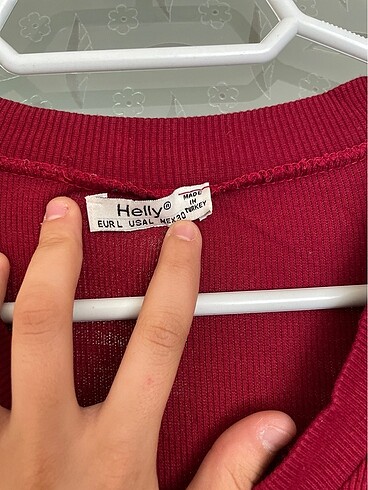 Helly®
EUR L USA L MEX 30
MADE
IN
TURKEY